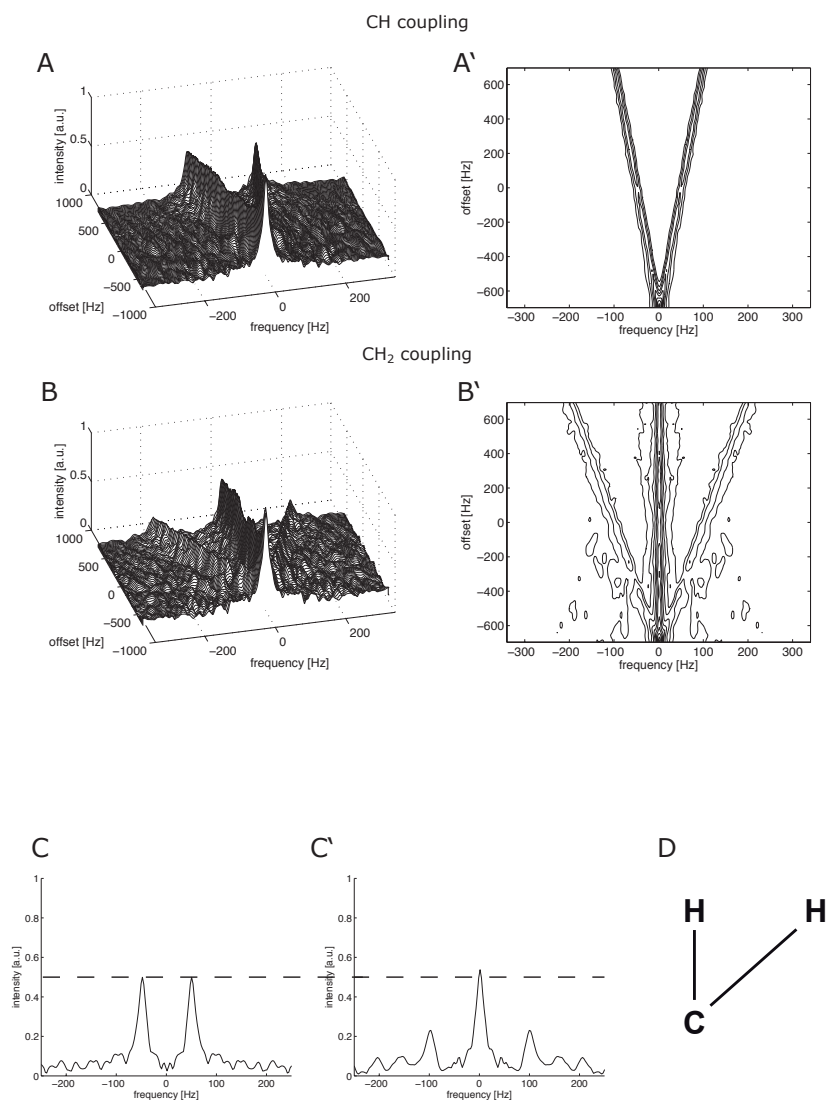 CH coupling
A
intensity [a.u.]
1
0.5
0
1000
500
0
−500
−1000
offset [Hz]
−200
0
200
frequency [Hz]
A‵
offset [Hz]
600
400
200
0
−200
−400
−600
−300 −200 −100 0 100 200 300
frequency [Hz]
CH₂ coupling
B
intensity [a.u.]
1
0.5
0
1000
500
0
−500
−1000
offset [Hz]
−200
0
200
frequency [Hz]
B‵
offset [Hz]
600
400
200
0
−200
−400
−600
−300 −200 −100 0 100 200 300
frequency [Hz]
C
intensity [a.u.]
1
0.8
0.6
0.4
0.2
0
−200 −100 0 100 200
frequency [Hz]
C‵
intensity [a.u.]
1
0.8
0.6
0.4
0.2
0
−200 −100 0 100 200
frequency [Hz]
D
H H
C